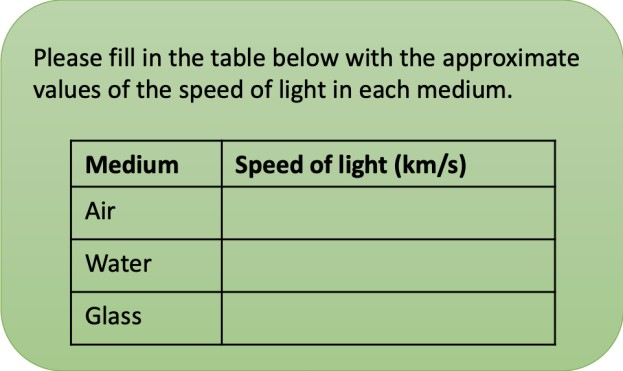 Please fill in the table below with the approximate
values of the speed of light in each medium.
Medium Speed of light (km/s)
Air
Water
Glass